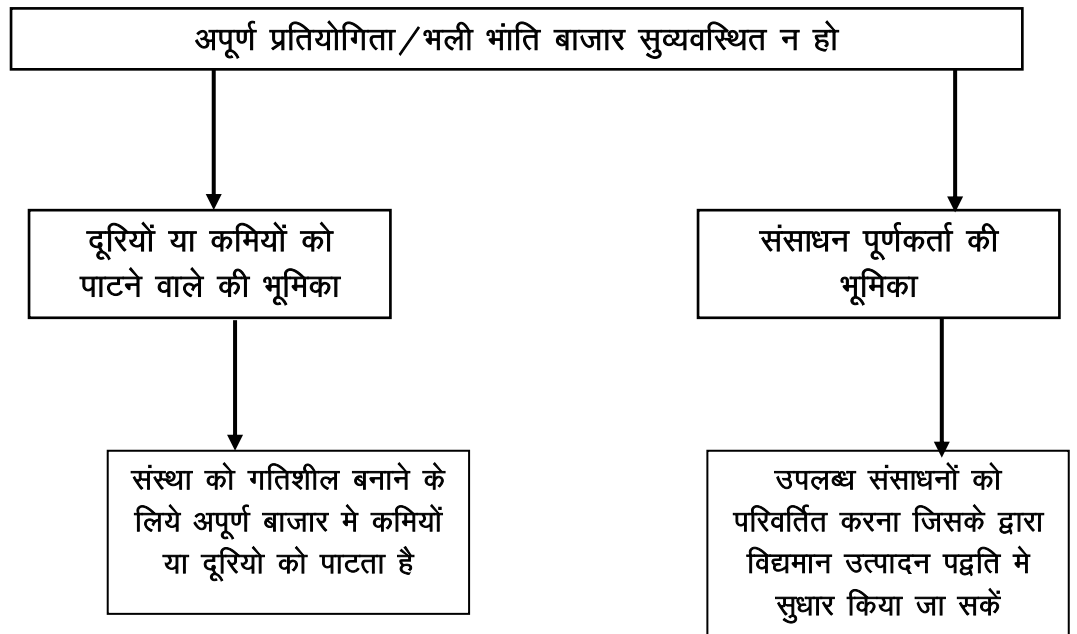 अपूर्ण प्रतियोगिता/भली भांति बाजार सुव्यवस्थित न हो
दूरियों या कमियों को
पाटने वाले की भूमिका
संसाधन पूर्णकर्ता की
भूमिका
संस्था को गतिशील बनाने के
लिये अपूर्ण बाजार मे कमियों
या दूरियो को पाटता है
उपलब्ध संसाधनों को
परिवर्तित करना जिसके द्वारा
विद्यमान उत्पादन पद्वति मे
सुधार किया जा सकें